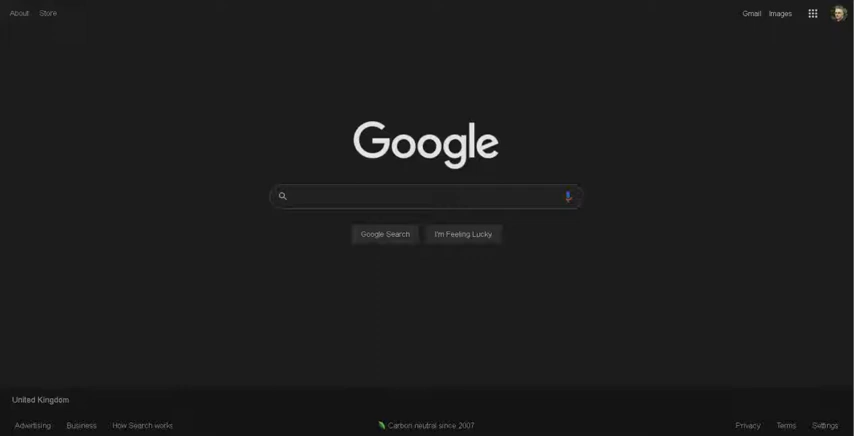 About Store Gmail Images
Google
Google Search I'm Feeling Lucky
United Kingdom
Advertising Business How Search works Carbon neutral since 2007 Privacy Terms Settings